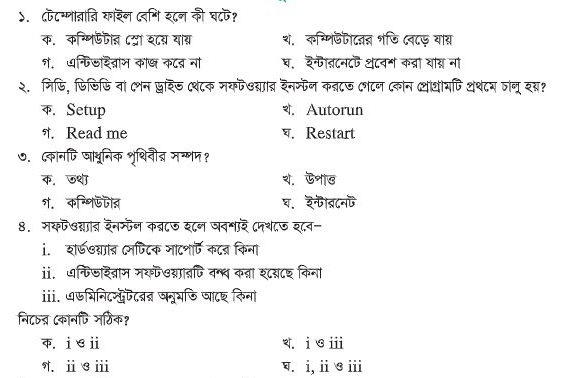 ১. টেম্পোরারি ফাইল বেশি হলে কী ঘটে?
ক. কম্পিউটার স্লো হয়ে যায় খ. কম্পিউটারের গতি বেড়ে যায়
গ. এন্টিভাইরাস কাজ করে না ঘ. ইন্টারনেটে প্রবেশ করা যায় না
২. সিডি, ডিভিডি বা পেন ড্রাইভ থেকে সফটওয়্যার ইনস্টল করতে গেলে কোন প্রোগ্রামটি প্রথমে চালু হয়?
ক. Setup খ. Autorun
গ. Read me ঘ. Restart
৩. কোনটি আধুনিক পৃথিবীর সম্পদ?
ক. তথ্য খ. উপাত্ত
গ. কম্পিউটার ঘ. ইন্টারনেট
৪. সফটওয়্যার ইনস্টল করতে হলে অবশ্যই দেখতে হবে–
i. হার্ডওয়্যার সেটিকে সাপোর্ট করে কিনা
ii. এন্টিভাইরাস সফটওয়্যারটি বন্ধ করা হয়েছে কিনা
iii. এডমিনিস্ট্রেটরের অনুমতি আছে কিনা
নিচের কোনটি সঠিক?
ক. i ও ii খ. i ও iii
গ. ii ও iii ঘ. i, ii ও iii